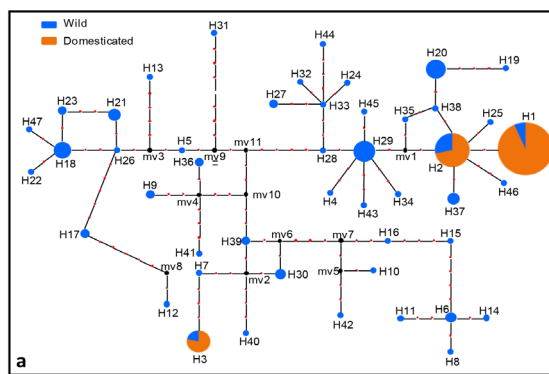 Wild
Domesticated
H31
H44
H13
H20
H19
H32
H24
H23
H21
H27
H33
H45
H35
H38
H25
H1
H47
H5
mv11
H29
H18
H26
mv3
H36
mv9
H28
mv1
H2
H22
H9
mv4
mv10
H4
H43
H34
H37
H46
H17
H41
H39
mv6
mv7
H16
H15
mv8
H7
mv2
H30
mv5
H10
H12
H11
H6
H14
H3
H40
H42
H8
a